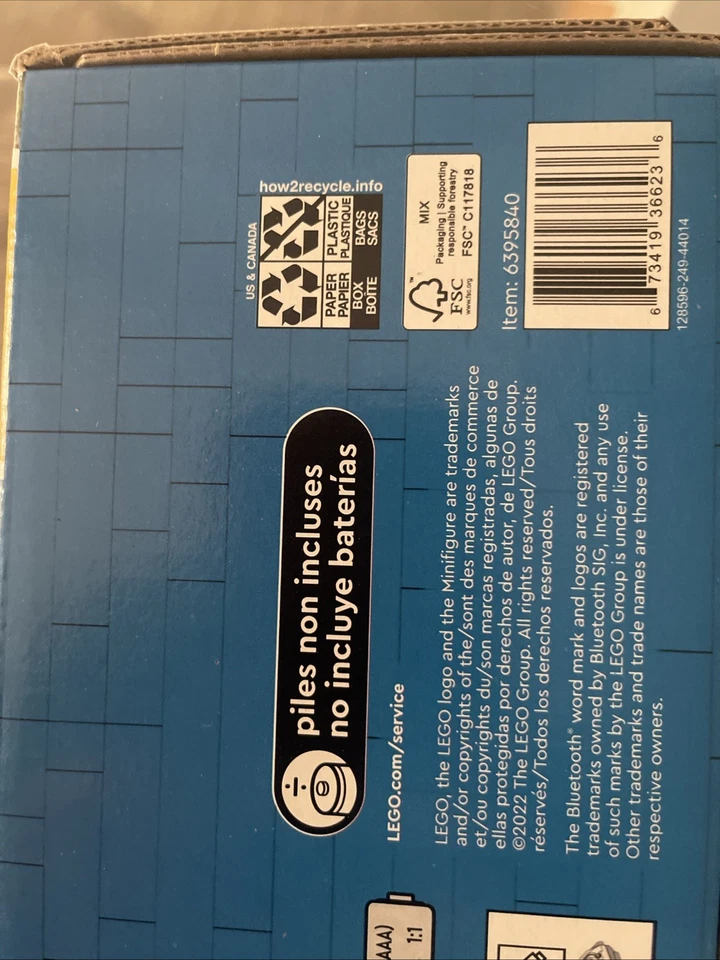 US & CANADA
how2recycle.info
PAPER
PAPIER
BOX
BOÎTE
PLASTIC
PLASTIQUE
BAGS
SACS
FSC
www.fsc.org
MIX
Packaging | Supporting
responsible forestry
FSC™ C117818
Item: 6395840
6 73419 36623 6
128596-249-44014
piles non incluses
no incluye baterías
LEGO.com/service
LEGO, the LEGO logo and the Minifigure are trademarks
and/or copyrights of the/sont des marques de commerce
et/ou copyrights du/son marcas registradas, algunas de
ellas protegidas por derechos de autor, de LEGO Group.
©2022 The LEGO Group. All rights reserved/Tous droits
réservés/Todos los derechos reservados.
The Bluetooth® word mark and logos are registered
trademarks owned by Bluetooth SIG, Inc. and any use
of such marks by the LEGO Group is under license.
Other trademarks and trade names are those of their
respective owners.
AAA)
1:1